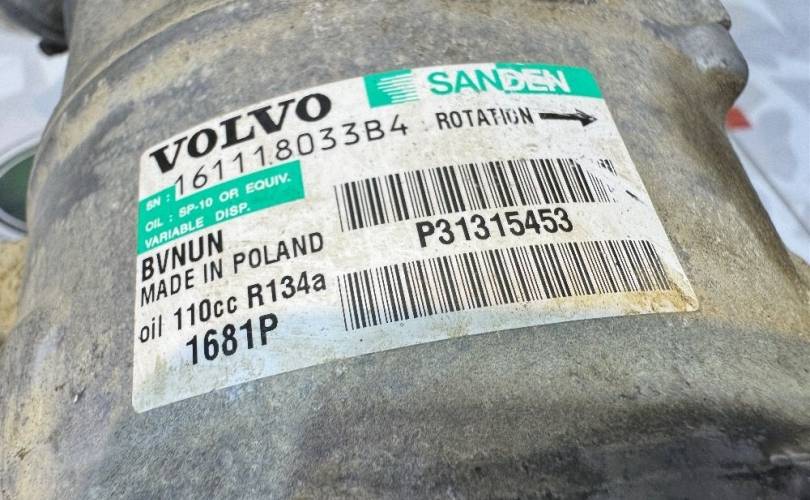 SANDEN
VOLVO
ROTATION
SN : 161118033B4
OIL : SP-10 OR EQUIV.
VARIABLE DISP.
BVNUN
MADE IN POLAND
P31315453
oil 110cc R134a
1681P